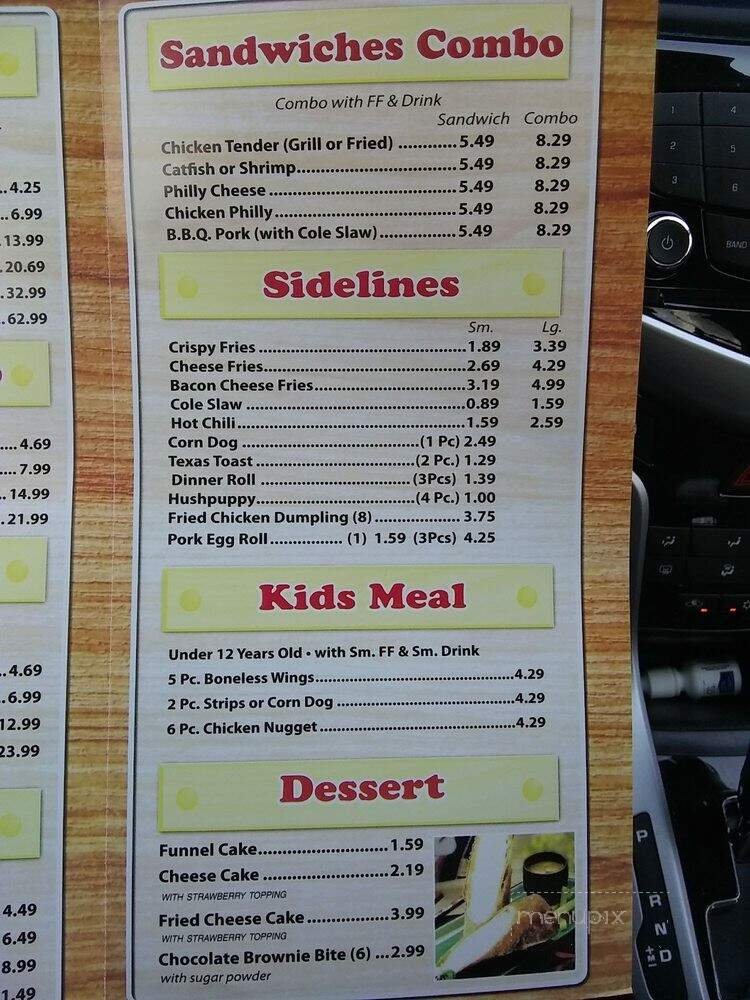 4.25
6.99
13.99
20.69
32.99
62.99
4.69
7.99
14.99
21.99
4.69
6.99
12.99
23.99
4.49
6.49
8.99
1.49
Sandwiches Combo
Combo with FF & Drink
Sandwich Combo
Chicken Tender (Grill or Fried) ............5.49 8.29
Catfish or Shrimp.................................5.49 8.29
Philly Cheese .......................................5.49 8.29
Chicken Philly......................................5.49 8.29
B.B.Q. Pork (with Cole Slaw)................5.49 8.29
Sidelines
Sm. Lg.
Crispy Fries ..........................................1.89 3.39
Cheese Fries.........................................2.69 4.29
Bacon Cheese Fries...............................3.19 4.99
Cole Slaw ............................................0.89 1.59
Hot Chili..............................................1.59 2.59
Corn Dog ....................................(1 Pc) 2.49
Texas Toast ................................(2 Pc.) 1.29
Dinner Roll ...............................(3Pcs) 1.39
Hushpuppy................................(4 Pc.) 1.00
Fried Chicken Dumpling (8)................. 3.75
Pork Egg Roll............... (1) 1.59 (3Pcs) 4.25
Kids Meal
Under 12 Years Old • with Sm. FF & Sm. Drink
5 Pc. Boneless Wings.......................................4.29
2 Pc. Strips or Corn Dog ...................................4.29
6 Pc. Chicken Nugget.......................................4.29
Dessert
Funnel Cake..........................1.59
Cheese Cake..........................2.19
WITH STRAWBERRY TOPPING
Fried Cheese Cake................3.99
WITH STRAWBERRY TOPPING
Chocolate Brownie Bite (6) ...2.99
with sugar powder
menupix
1 4
2 5
3 6
BAND
P
R
N
D
+
M
-